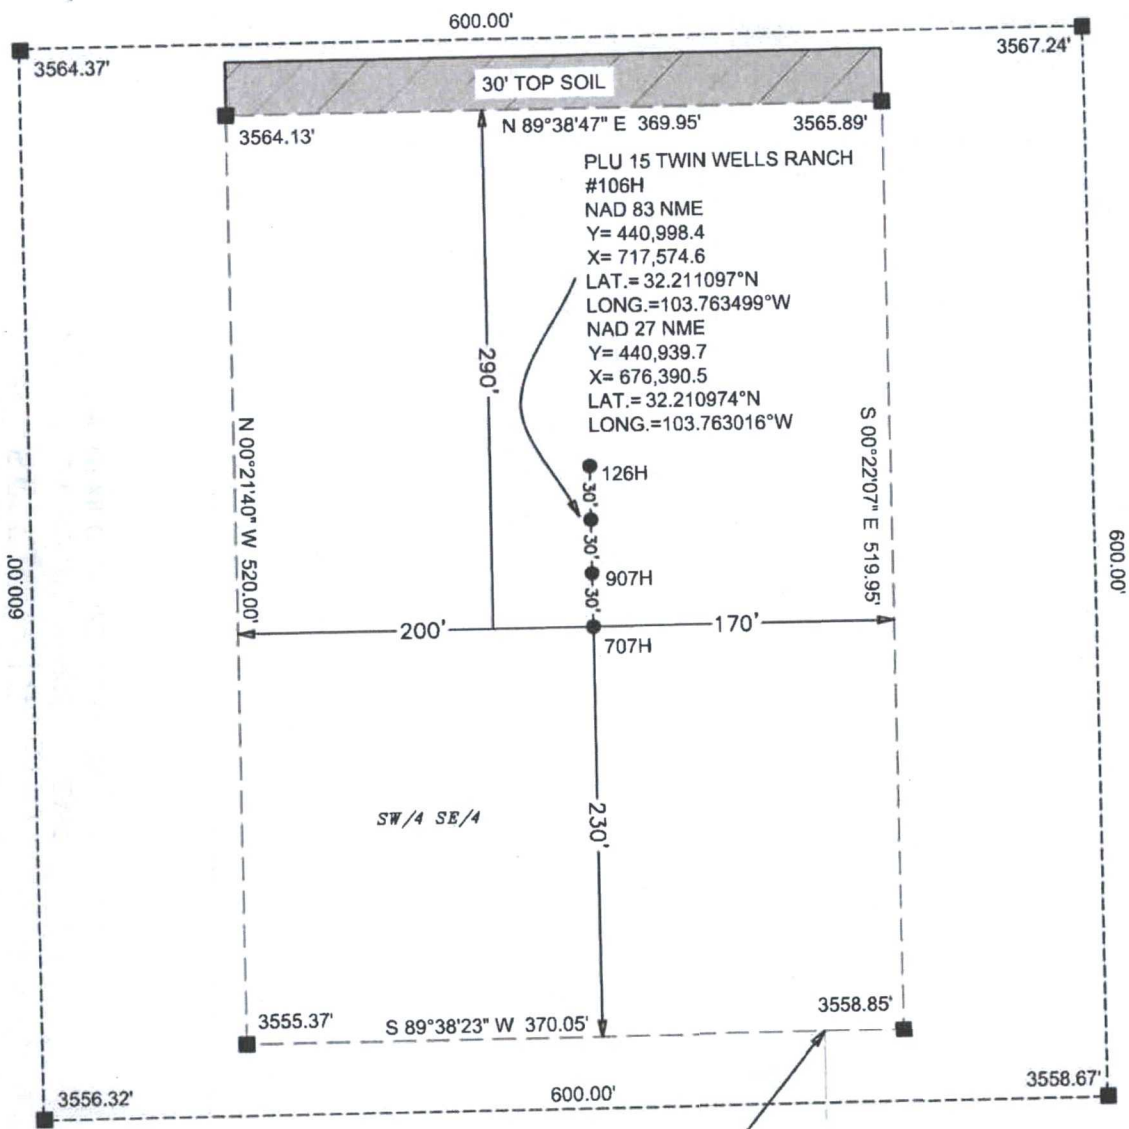 600.00'
3564.37'
3567.24'
30' TOP SOIL
N 89°38'47" E 369.95'
3564.13'
3565.89'
PLU 15 TWIN WELLS RANCH
#106H
NAD 83 NME
Y= 440,998.4
X= 717,574.6
LAT.= 32.211097°N
LONG.=103.763499°W
NAD 27 NME
Y= 440,939.7
X= 676,390.5
LAT.= 32.210974°N
LONG.=103.763016°W
290'
N 00°21'40" W 520.00'
S 00°22'07" E 519.95'
126H
30'
30'
907H
30'
600.00'
600.00'
200'
170'
707H
230'
SW/4 SE/4
3555.37'
S 89°38'23" W 370.05'
3558.85'
3556.32'
600.00'
3558.67'